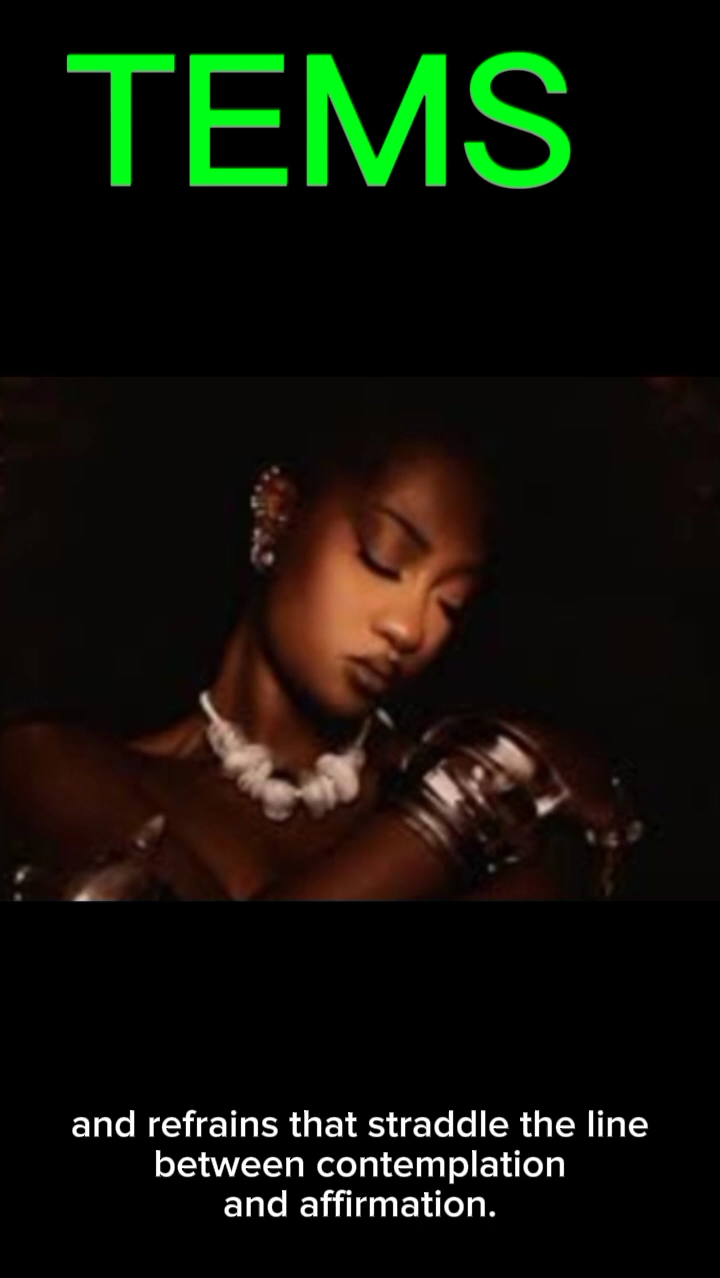 TEMS
and refrains that straddle the line
between contemplation
and affirmation.